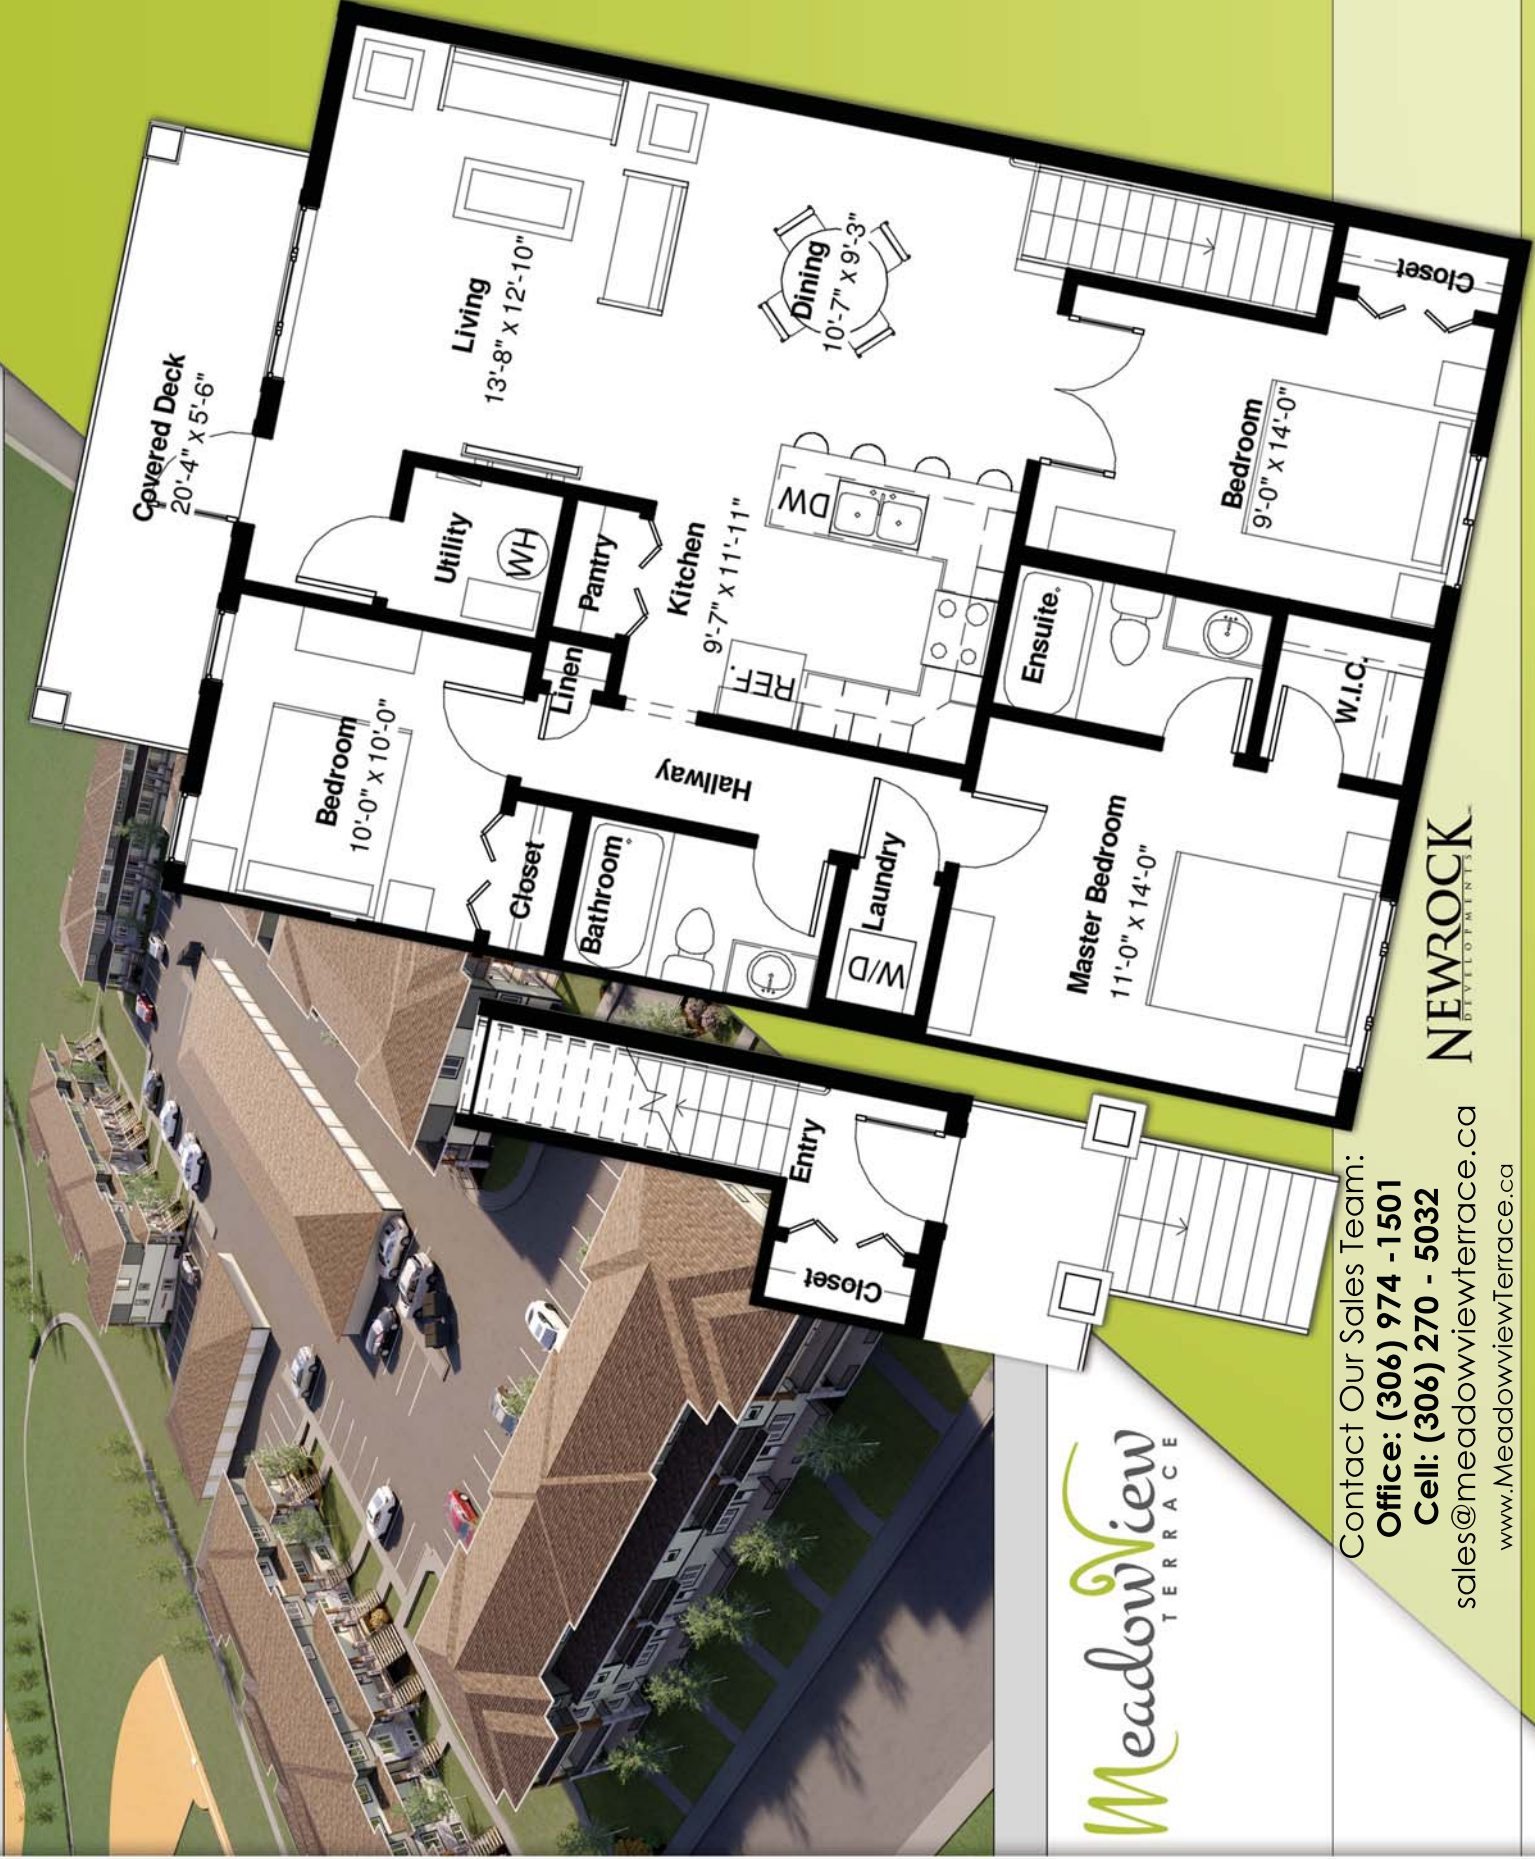 Covered Deck
20'-4" x 5'-6"
Living
13'-8" x 12'-10"
Dining
10'-7" x 9'-3"
Utility
WH
Pantry
Linen
Kitchen
9'-7" x 11'-11"
DW
REF.
Bedroom
10'-0" x 10'-0"
Closet
Hallway
Bathroom
Laundry
W/D
Ensuite
W.I.C.
Master Bedroom
11'-0" x 14'-0"
Bedroom
9'-0" x 14'-0"
Closet
Entry
Closet
MeadowView
TERRACE
Contact Our Sales Team:
Office: (306) 974 -1501
Cell: (306) 270 - 5032
sales@meadowviewterrace.ca
www.MeadowviewTerrace.ca
NEWROCK
DEVELOPMENTS